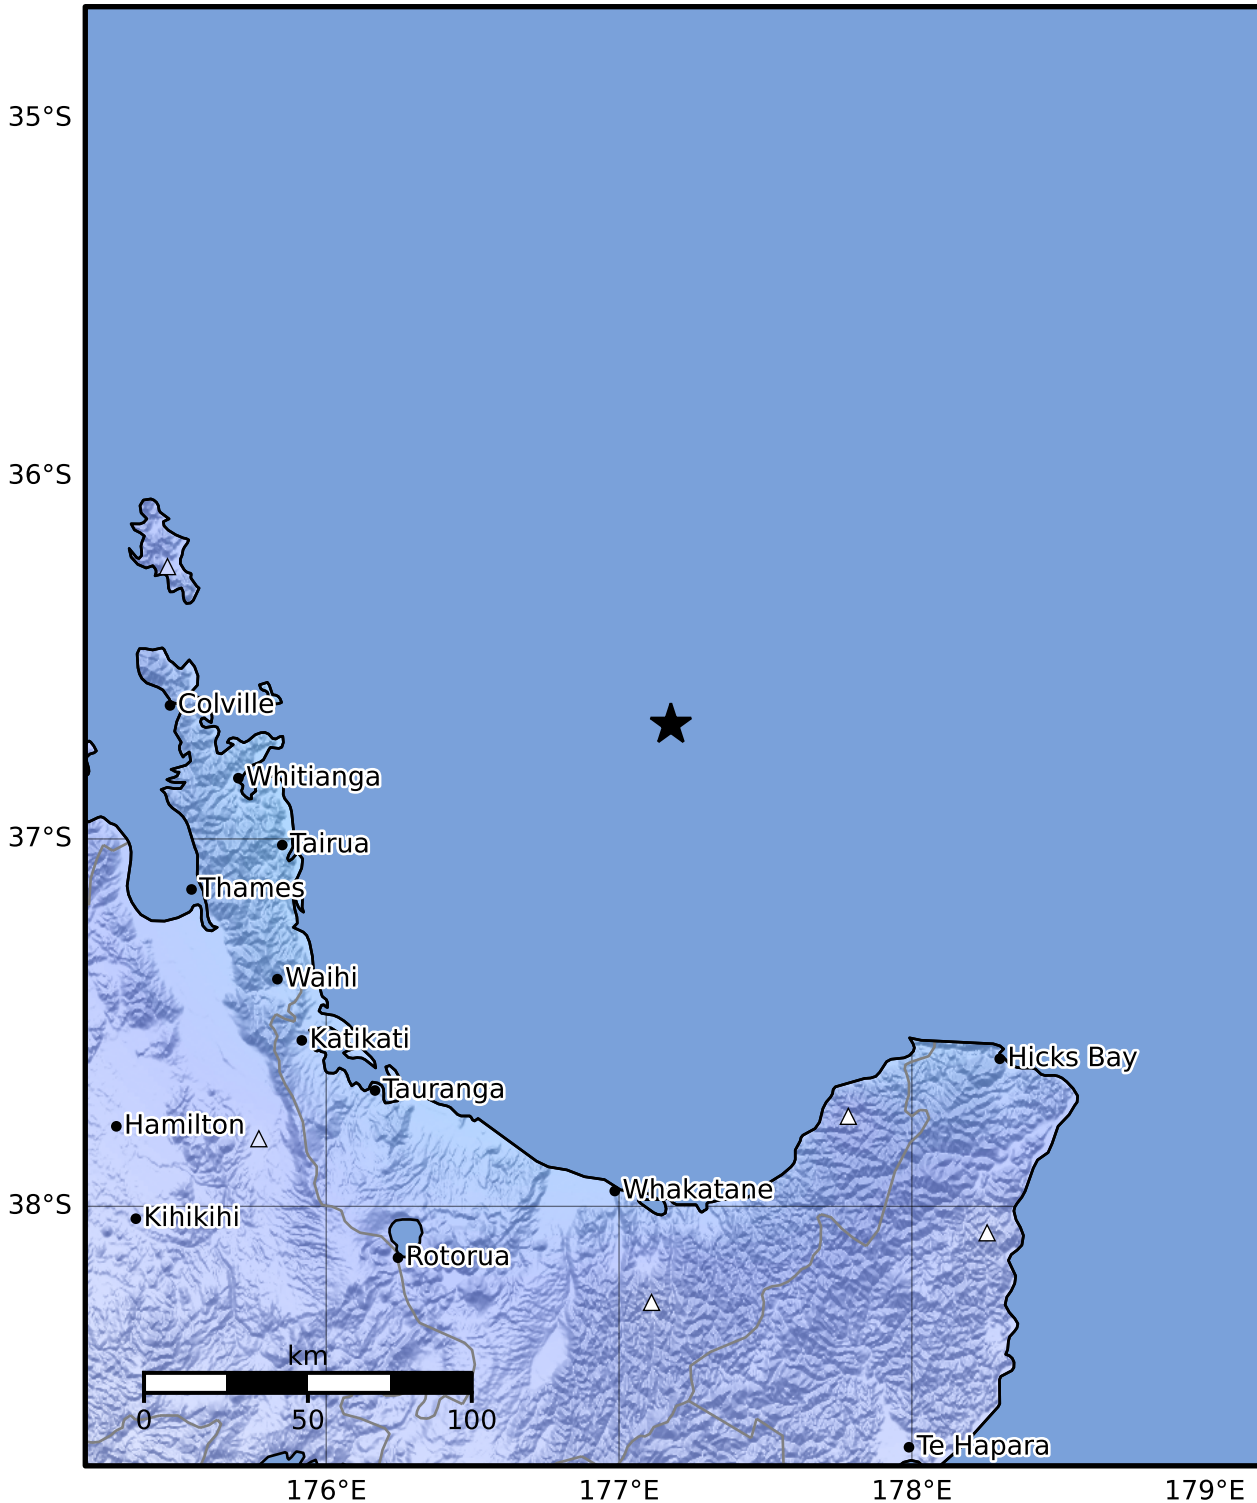 35°S
36°S
Colville
Whitianga
37°S
Tairua
Thames
Waihi
Katikati
Hicks Bay
Tauranga
Hamilton
Whakatane
38°S
Kihikihi
Rotorua
km
0 50 100
Te Hapara
176°E 177°E 178°E 179°E